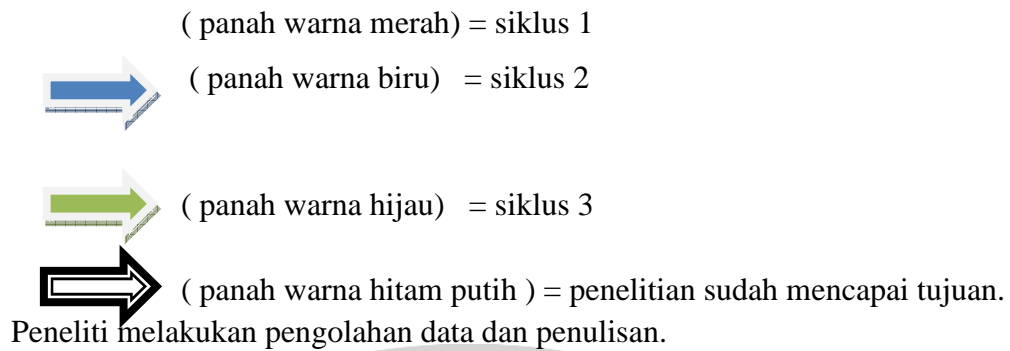 ( panah warna merah) = siklus 1
( panah warna biru) = siklus 2
( panah warna hijau) = siklus 3
( panah warna hitam putih ) = penelitian sudah mencapai tujuan.
Peneliti melakukan pengolahan data dan penulisan.